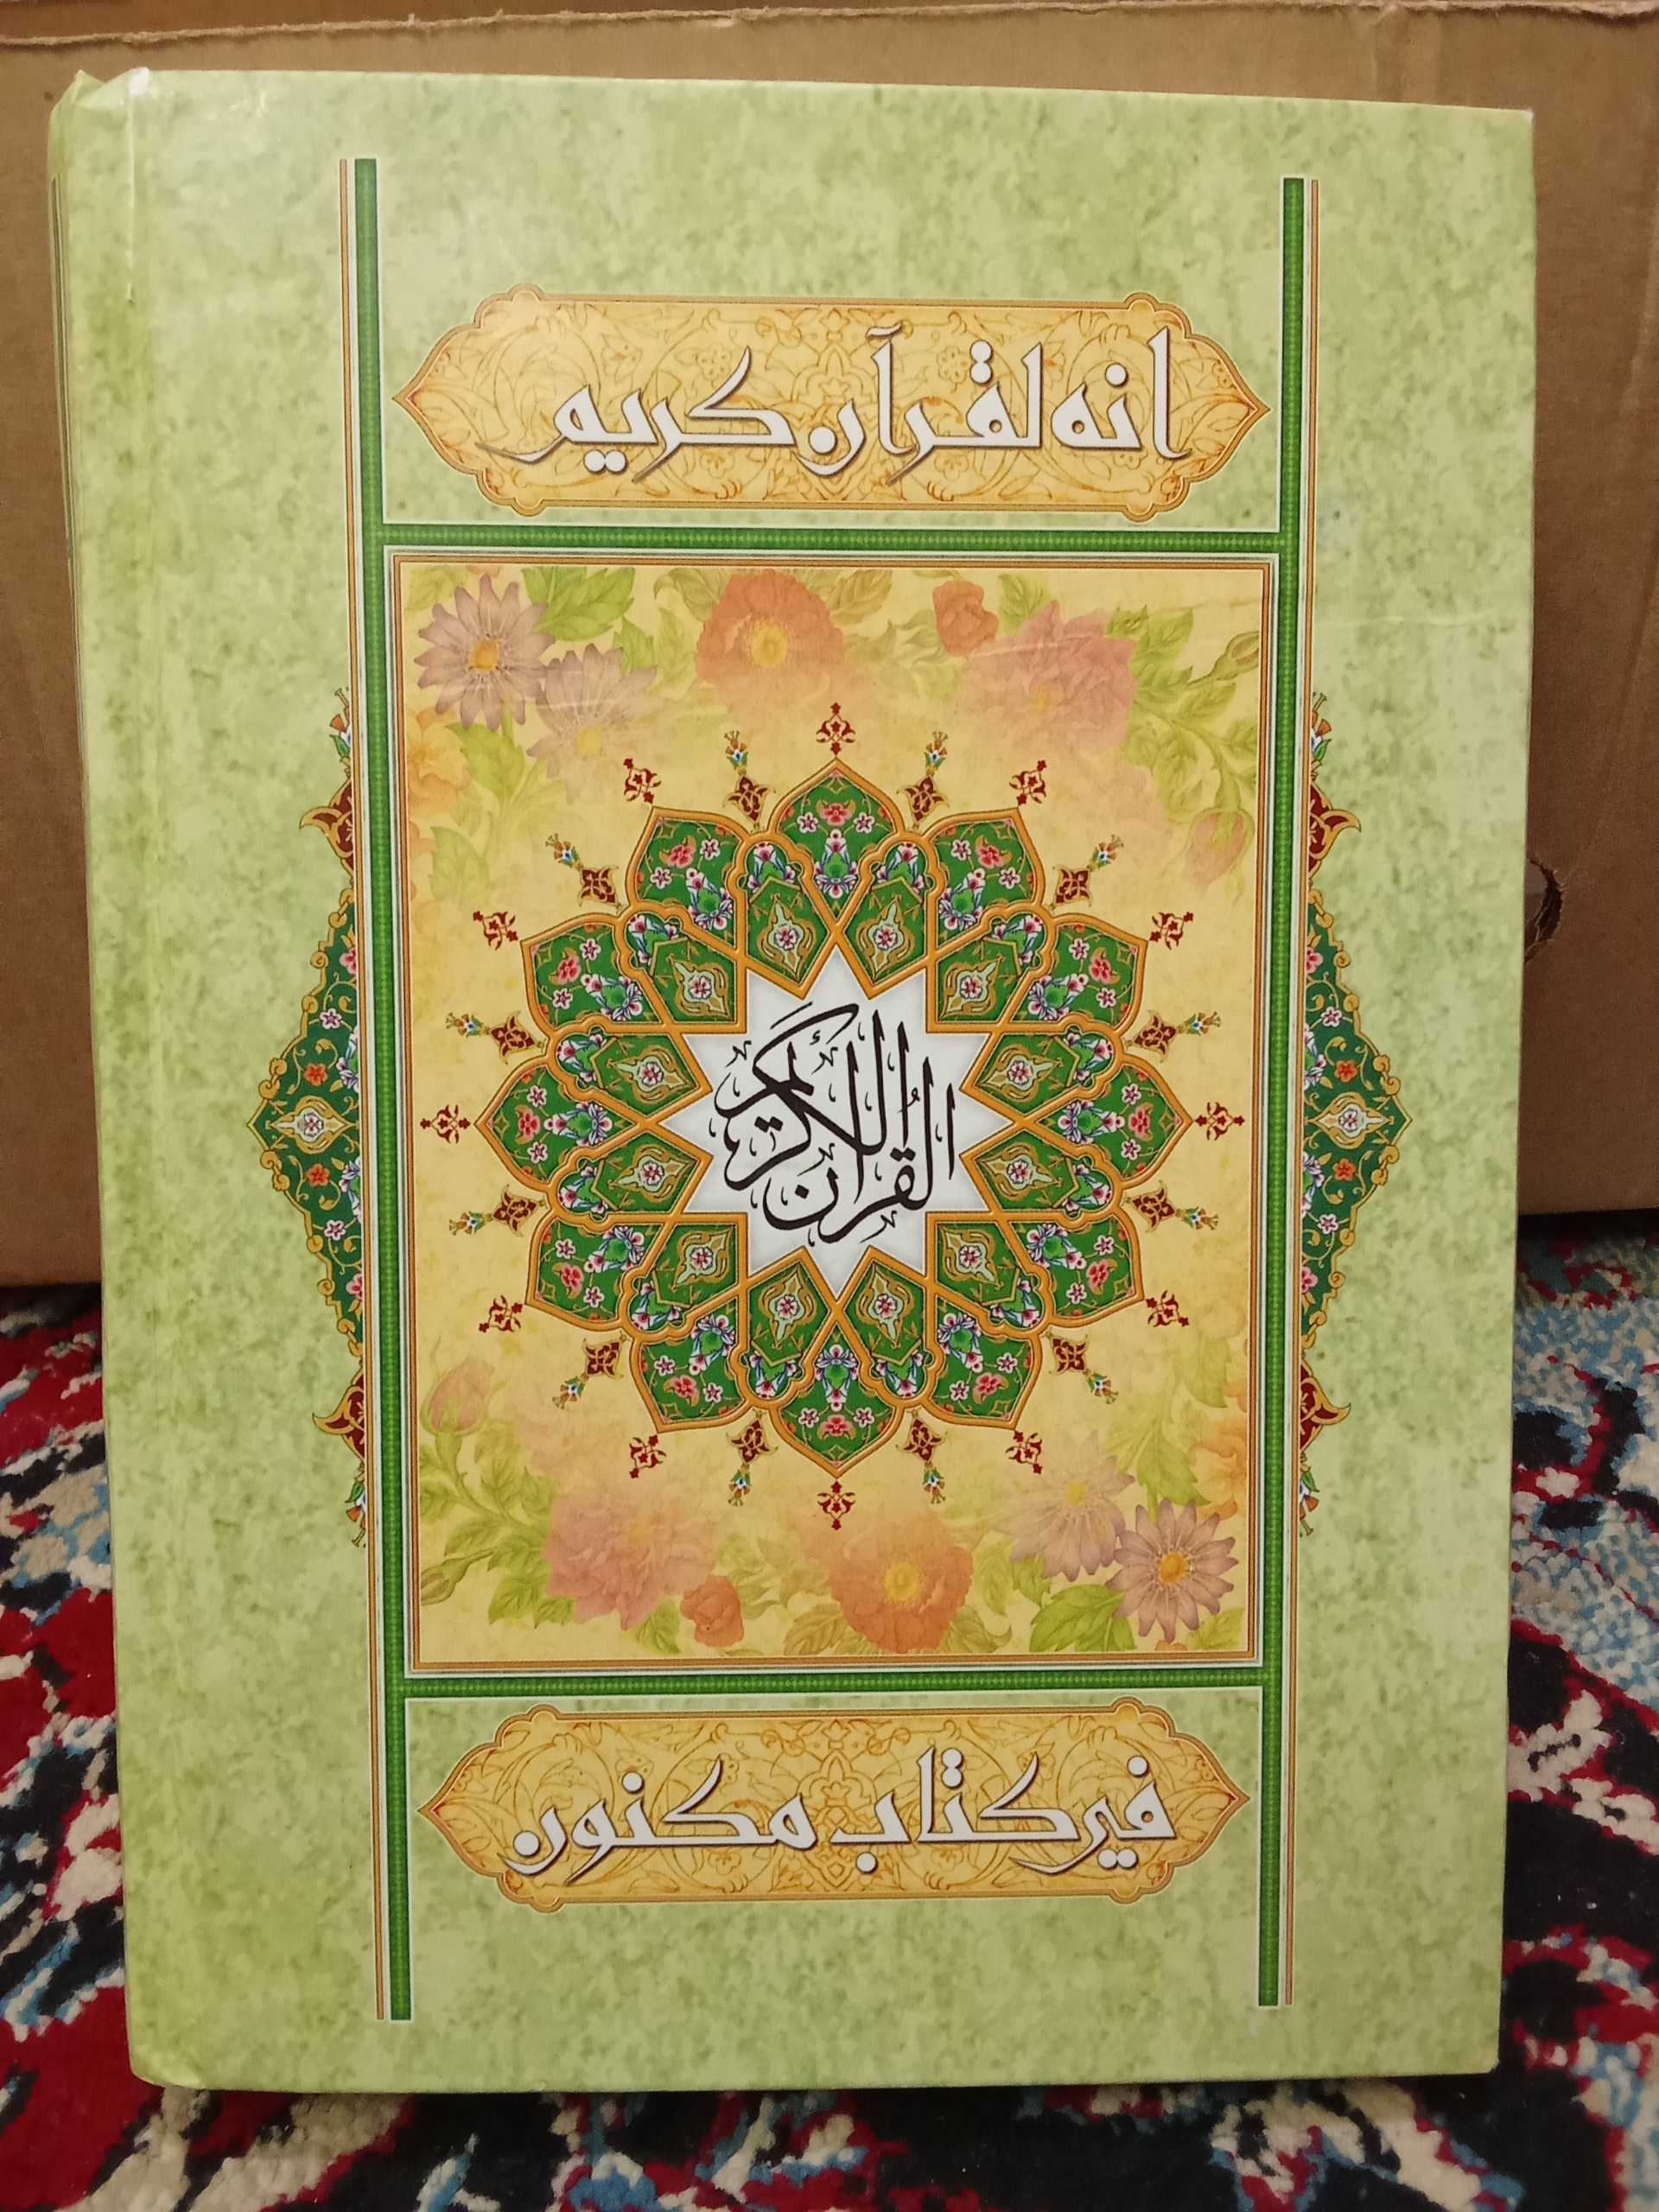 انه لقرآن كريم
القرآن الكريم
في كتاب مكنون